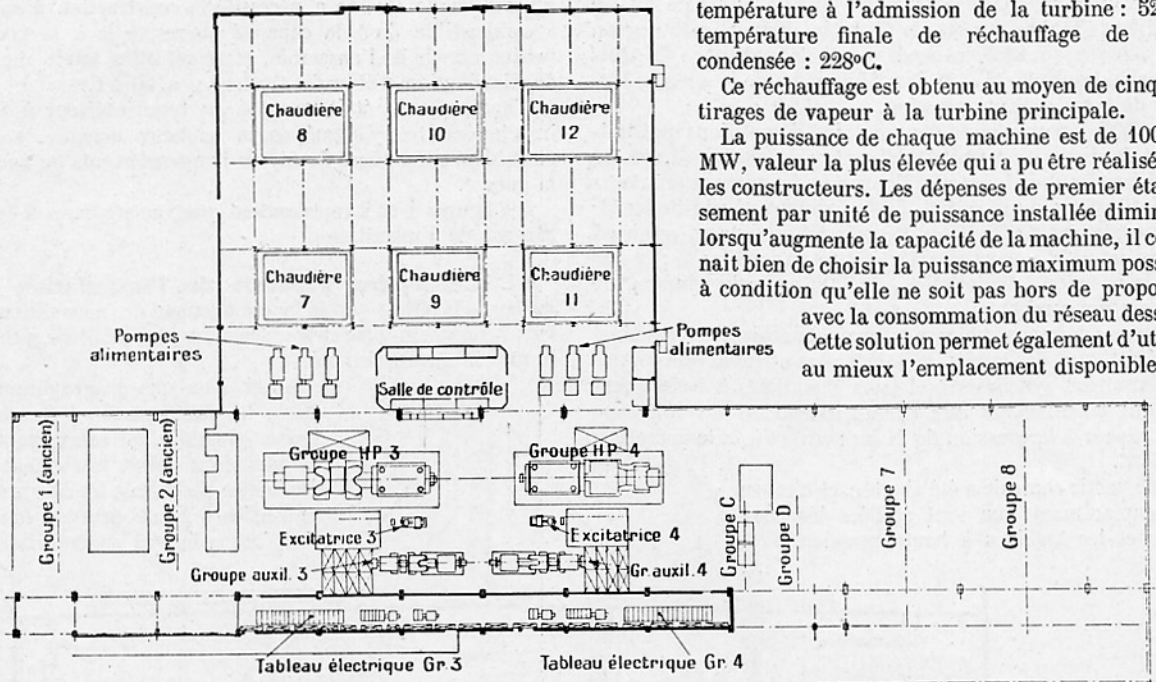 température à l'admission de la turbine : 52
température finale de réchauffage de
condensée : 228°C.
Ce réchauffage est obtenu au moyen de cinq
tirages de vapeur à la turbine principale.
La puissance de chaque machine est de 100
MW, valeur la plus élevée qui a pu être réalisé
les constructeurs. Les dépenses de premier éta
sement par unité de puissance installée dimin
lorsqu'augmente la capacité de la machine, il co
nait bien de choisir la puissance maximum poss
à condition qu'elle ne soit pas hors de propo
avec la consommation du réseau dess
Cette solution permet également d'ut
au mieux l'emplacement disponible
Chaudière
8
Chaudière
10
Chaudière
12
Chaudière
7
Chaudière
9
Chaudière
11
Pompes
alimentaires
Pompes
alimentaires
Salle de contrôle
Groupe 1 (ancien)
Groupe 2 (ancien)
Groupe HP 3
Groupe HP 4
Groupe C
Groupe D
Groupe 7
Groupe 8
Excitatrice 3
Excitatrice 4
Groupe auxil. 3
Gr. auxil. 4
Tableau électrique Gr. 3
Tableau électrique Gr. 4